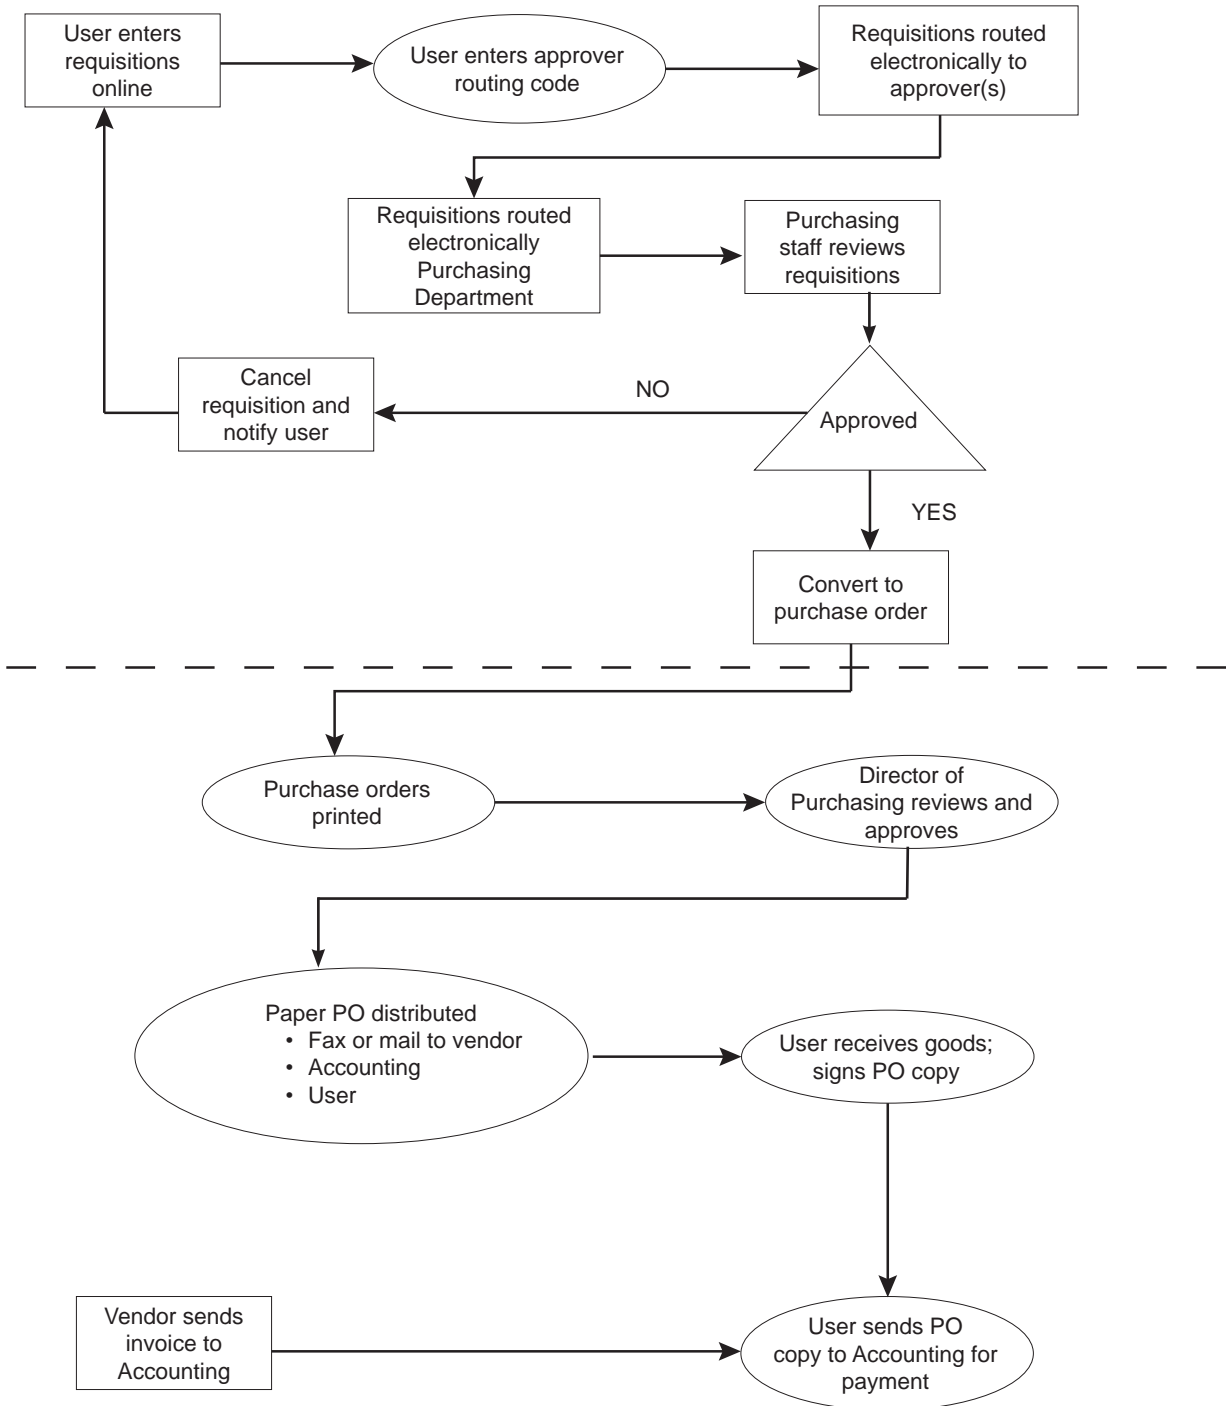 User enters
requisitions
online
User enters approver
routing code
Requisitions routed
electronically to
approver(s)
Requisitions routed
electronically
Purchasing
Department
Purchasing
staff reviews
requisitions
Cancel
requisition and
notify user
NO
Approved
YES
Convert to
purchase order
Purchase orders
printed
Director of
Purchasing reviews and
approves
Paper PO distributed
• Fax or mail to vendor
• Accounting
• User
User receives goods;
signs PO copy
Vendor sends
invoice to
Accounting
User sends PO
copy to Accounting for
payment